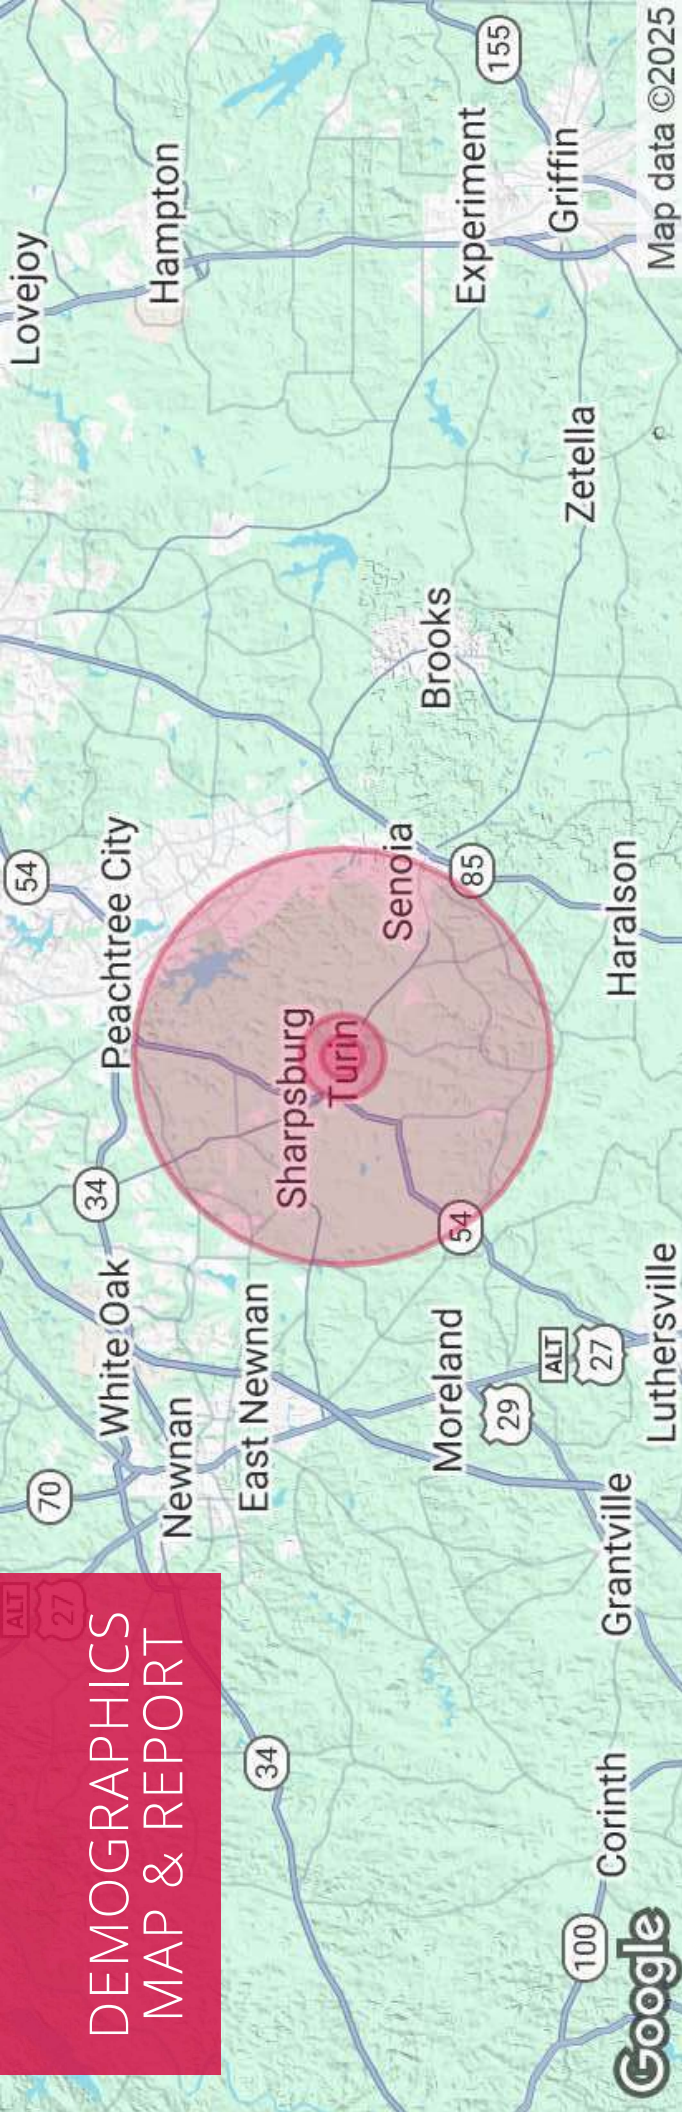 DEMOGRAPHICS
MAP & REPORT
ALT
27
70
34
54
Lovejoy
White Oak
Peachtree City
Hampton
Newnan
East Newnan
34
Sharpsburg
Turin
Senoia
Brooks
Experiment
155
Moreland
54
85
29
ALT
27
Griffin
Zetella
100
Corinth
Grantville
Haralson
Luthersville
Google
Map data ©2025